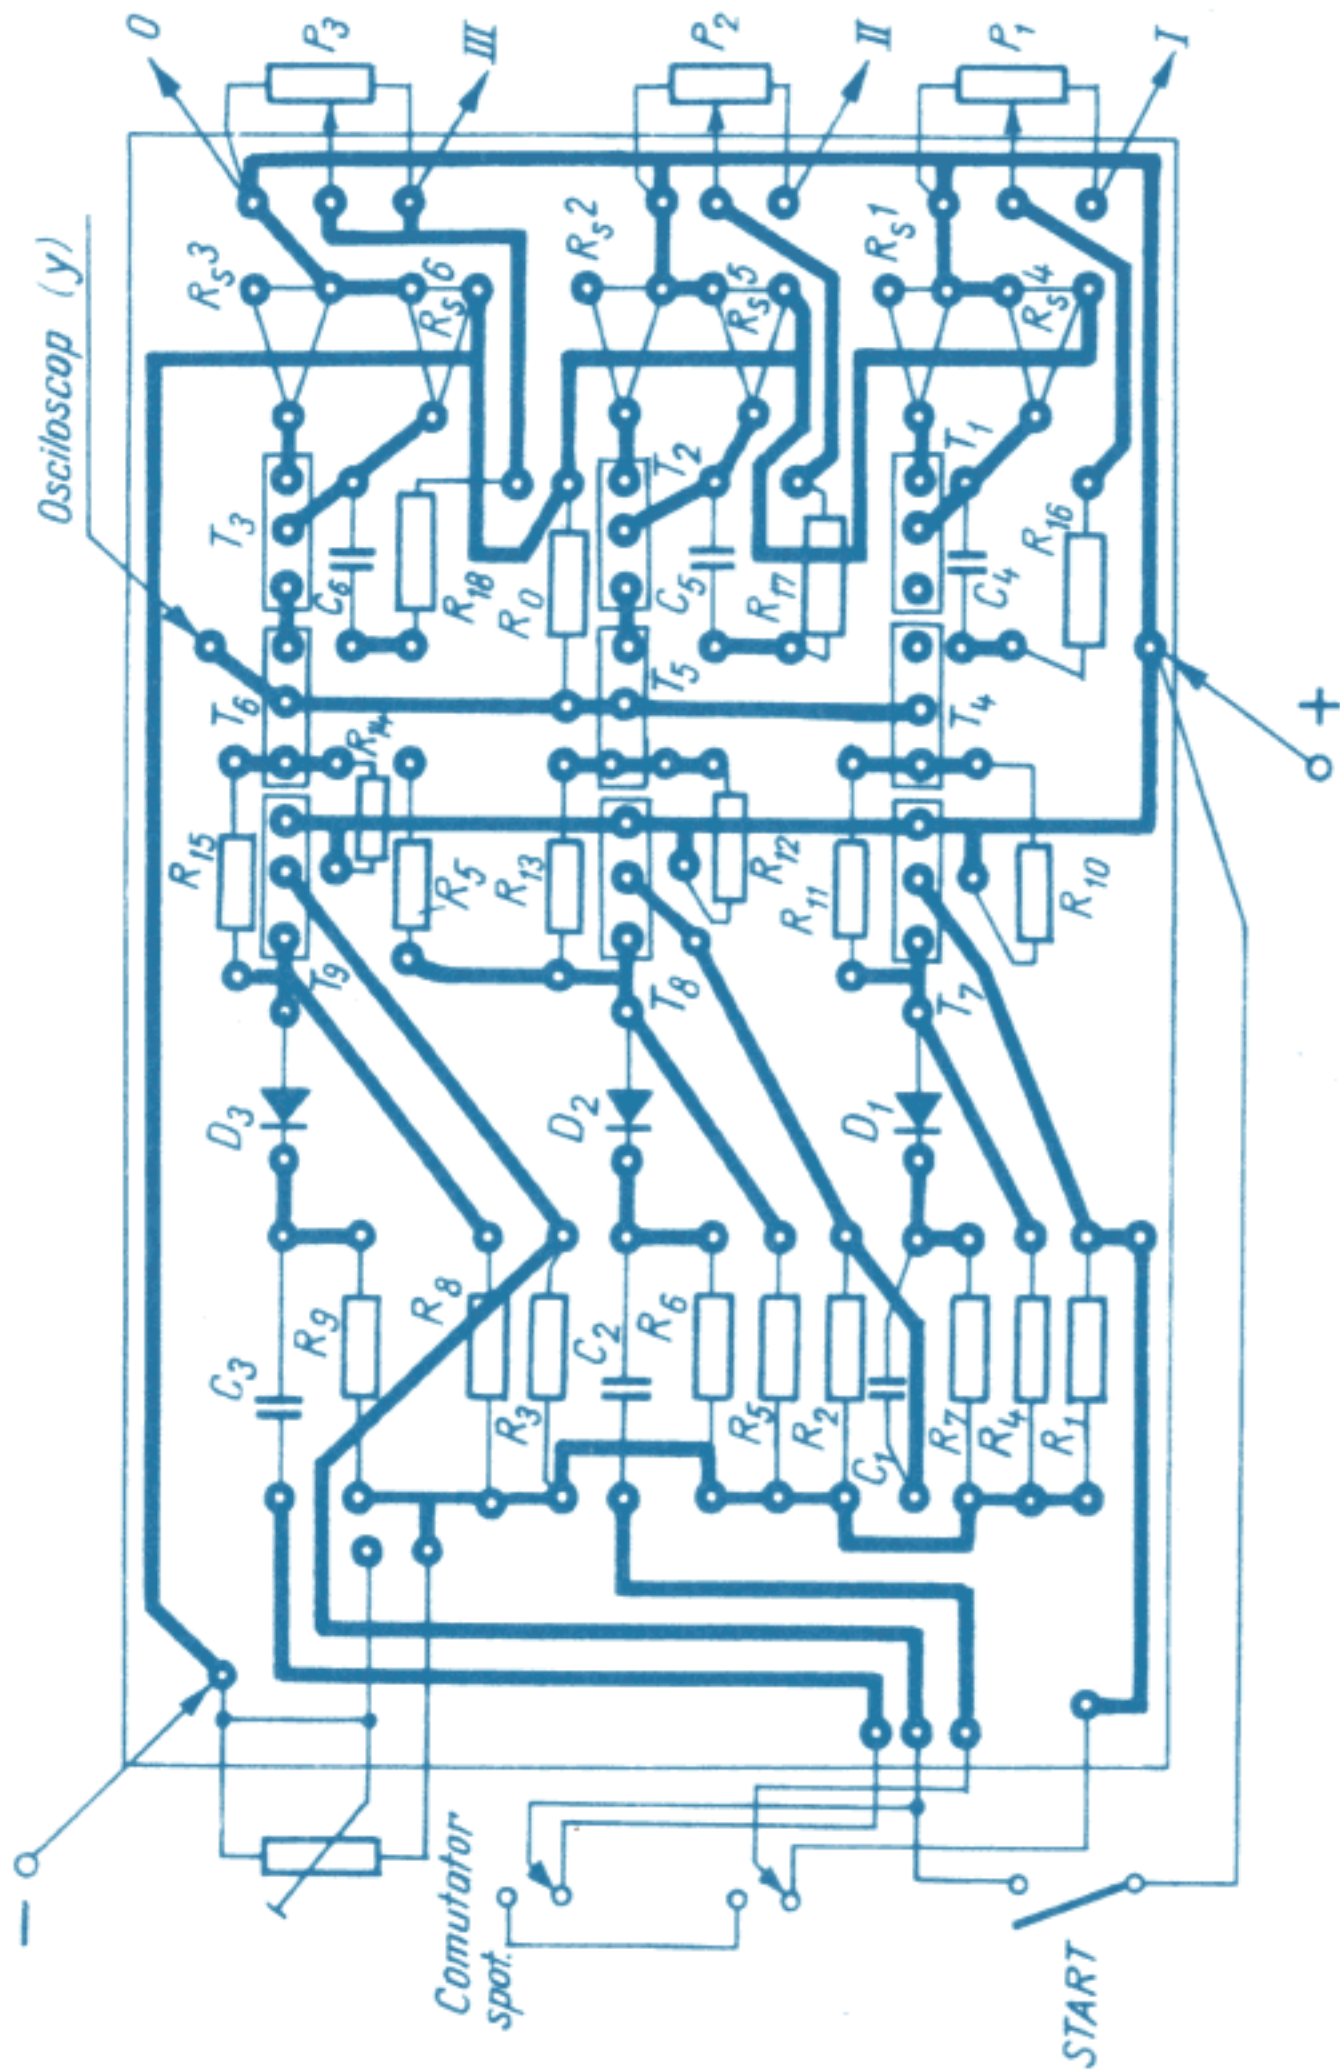 Osciloscop (y)
0
P3
III
P2
II
P1
I
Rs3
Rs6
Rs2
Rs5
Rs1
Rs4
T3
C6
R18
R0
T2
C5
R17
T1
C4
R16
T6
R14
T5
T4
+
R15
R5
R13
R12
R11
R10
T9
T8
T7
D3
D2
D1
C3
R9
R8
R3
C2
R6
R5
R2
C1
R7
R4
R1
−
Comutator
spot.
START